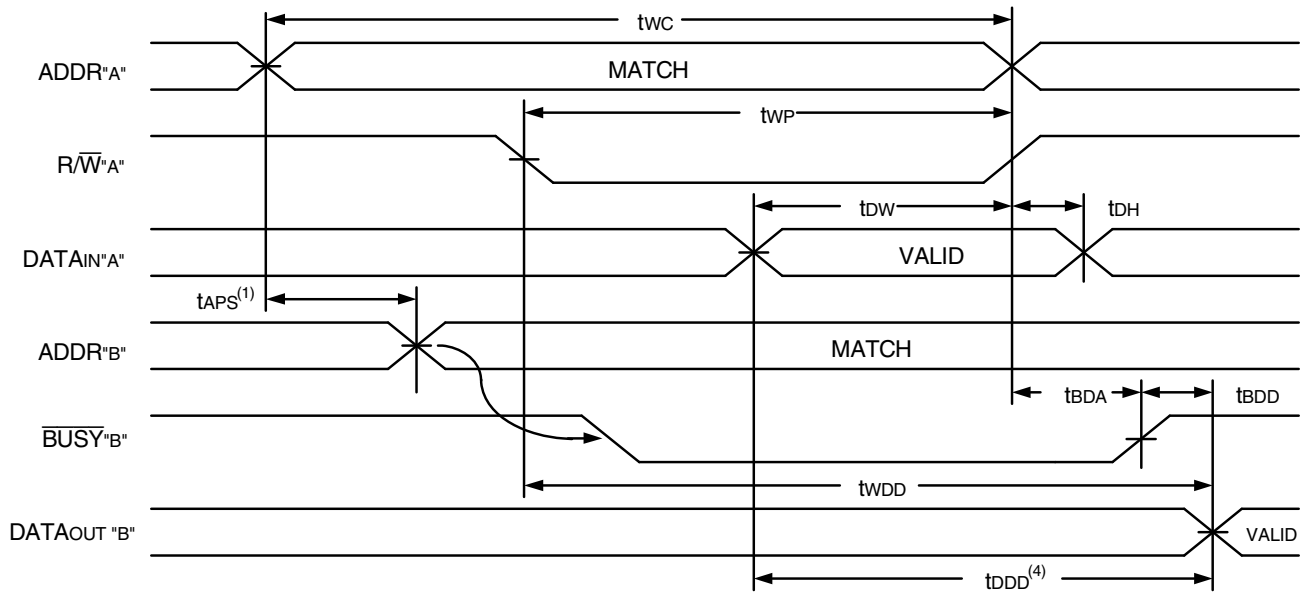 tWC
ADDR"A"
MATCH
tWP
R/W̅"A"
tDW
tDH
DATAIN"A"
VALID
tAPS(1)
ADDR"B"
MATCH
tBDA
tBDD
B̅U̅S̅Y̅"B"
tWDD
DATAOUT "B"
VALID
tDDD(4)